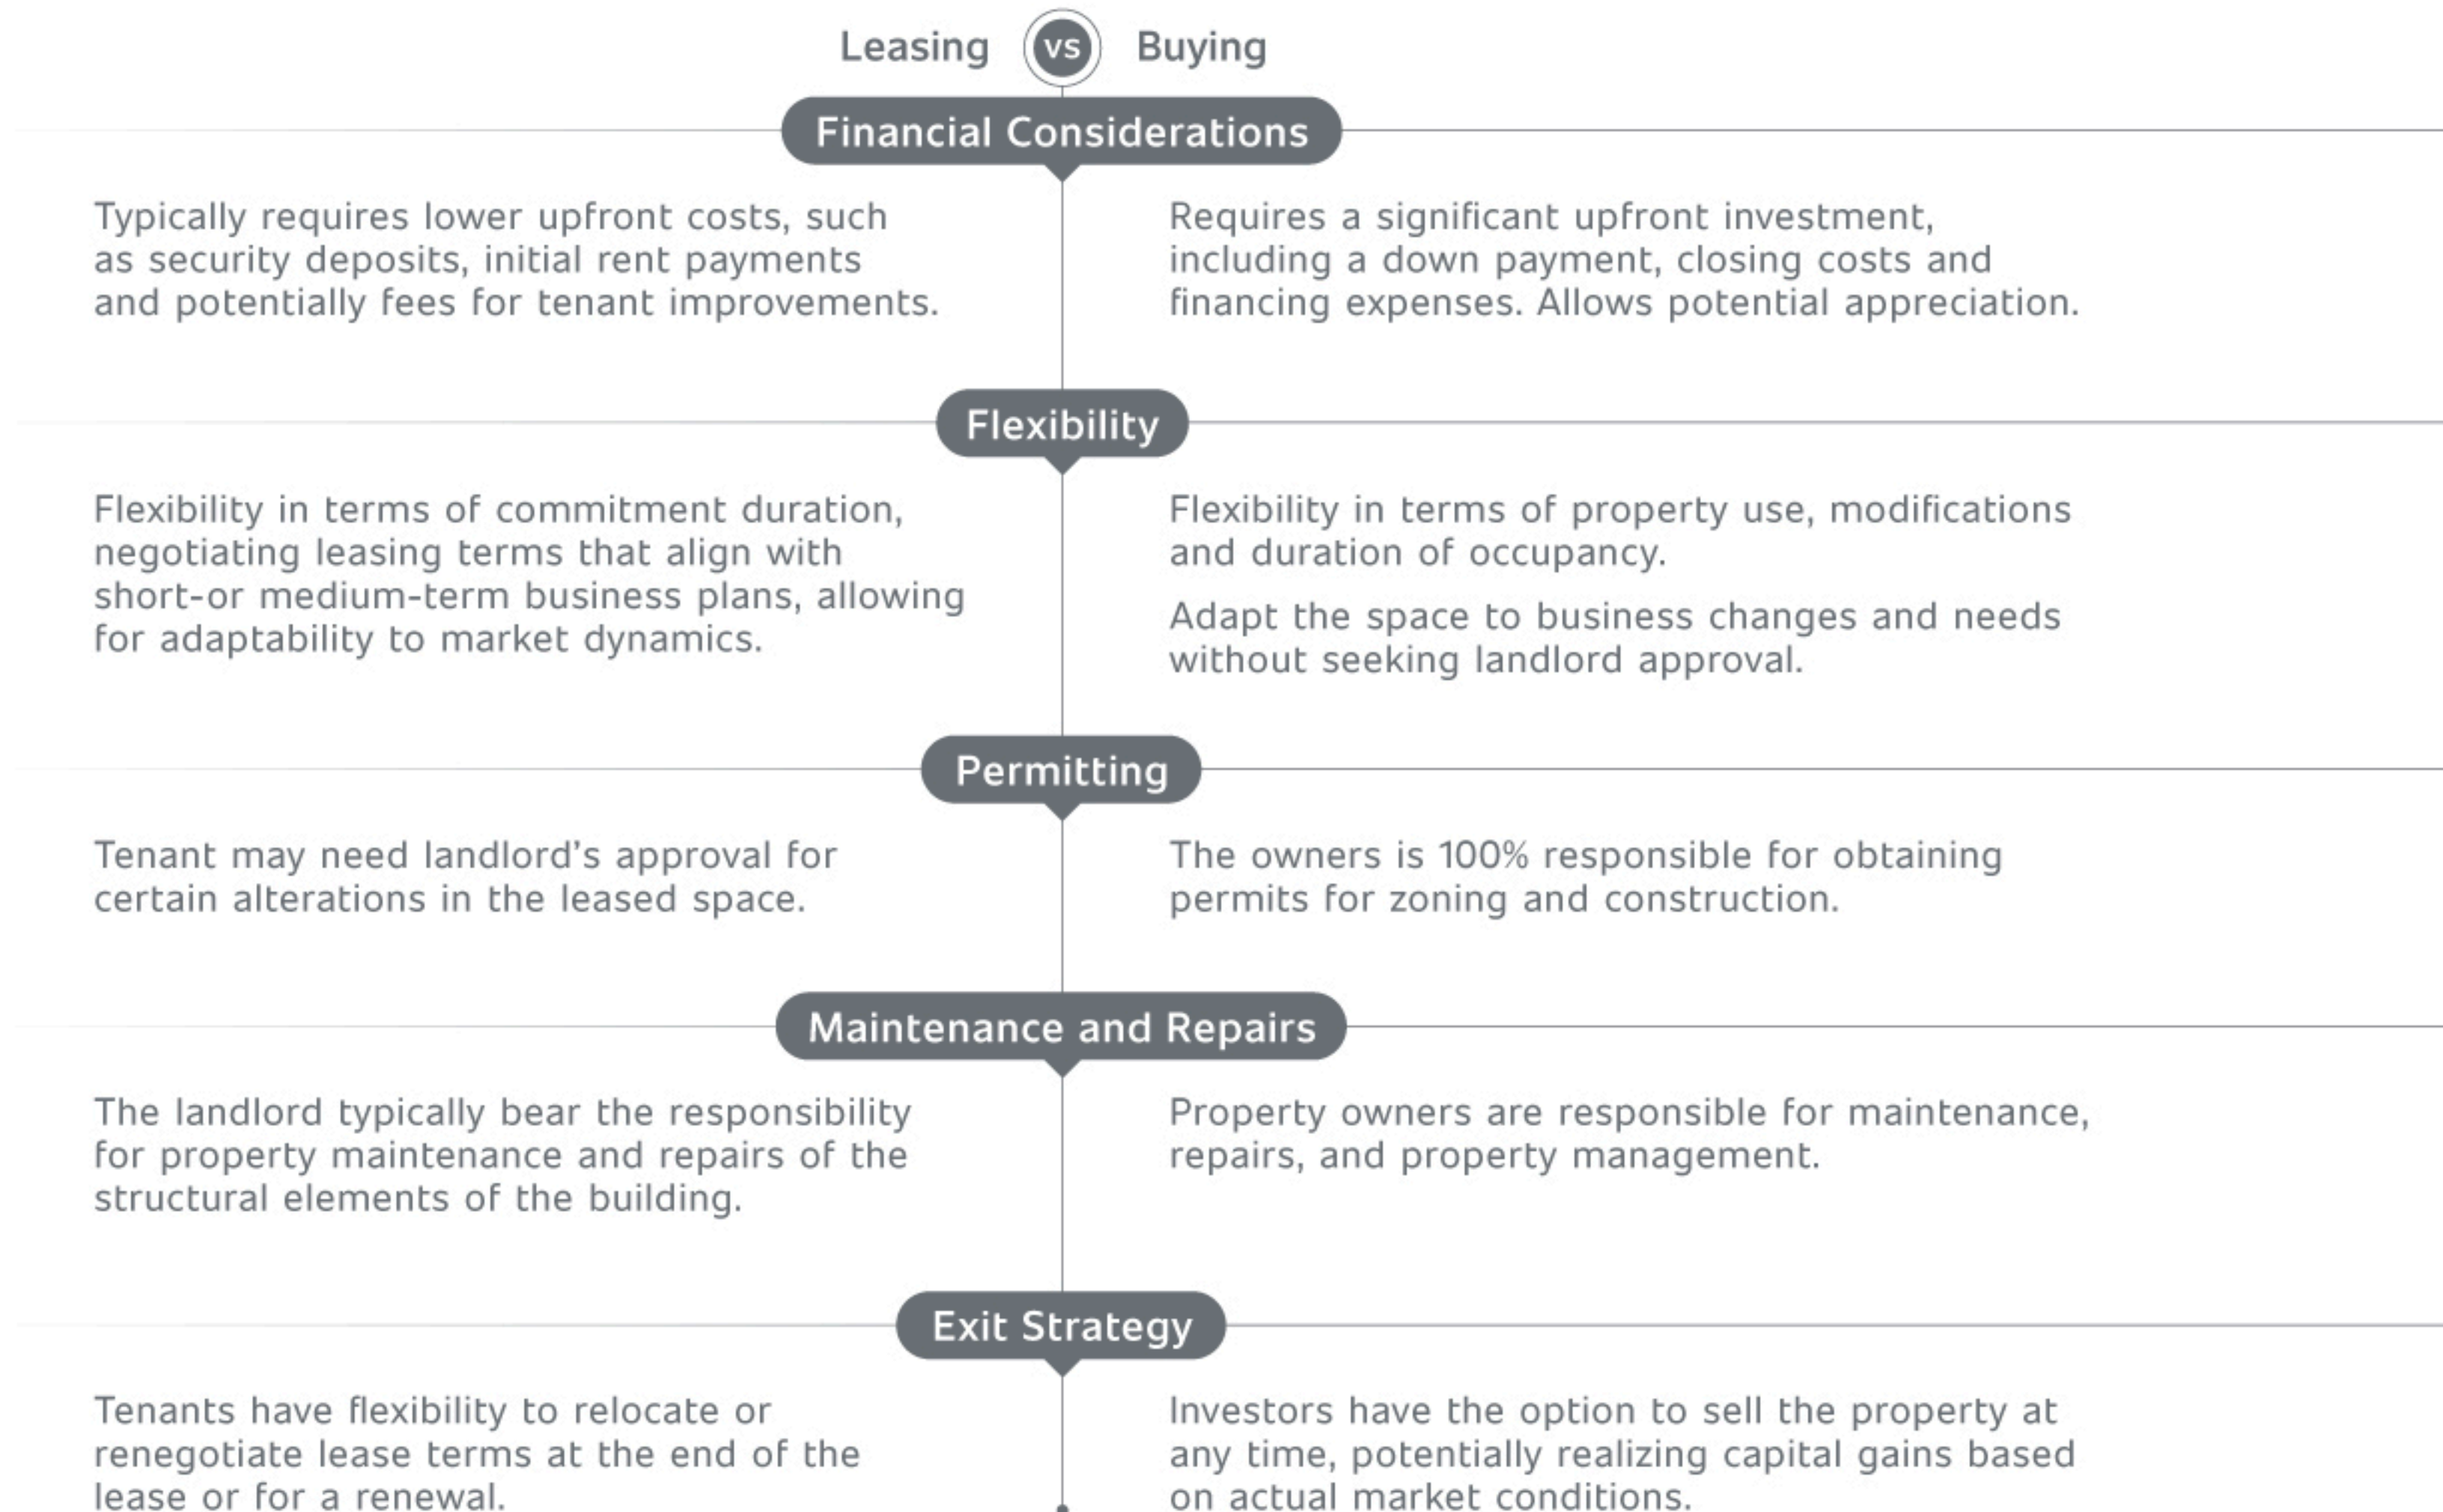 Leasing vs Buying
Financial Considerations
Typically requires lower upfront costs, such
as security deposits, initial rent payments
and potentially fees for tenant improvements.
Requires a significant upfront investment,
including a down payment, closing costs and
financing expenses. Allows potential appreciation.
Flexibility
Flexibility in terms of commitment duration,
negotiating leasing terms that align with
short-or medium-term business plans, allowing
for adaptability to market dynamics.
Flexibility in terms of property use, modifications
and duration of occupancy.
Adapt the space to business changes and needs
without seeking landlord approval.
Permitting
Tenant may need landlord’s approval for
certain alterations in the leased space.
The owners is 100% responsible for obtaining
permits for zoning and construction.
Maintenance and Repairs
The landlord typically bear the responsibility
for property maintenance and repairs of the
structural elements of the building.
Property owners are responsible for maintenance,
repairs, and property management.
Exit Strategy
Tenants have flexibility to relocate or
renegotiate lease terms at the end of the
lease or for a renewal.
Investors have the option to sell the property at
any time, potentially realizing capital gains based
on actual market conditions.